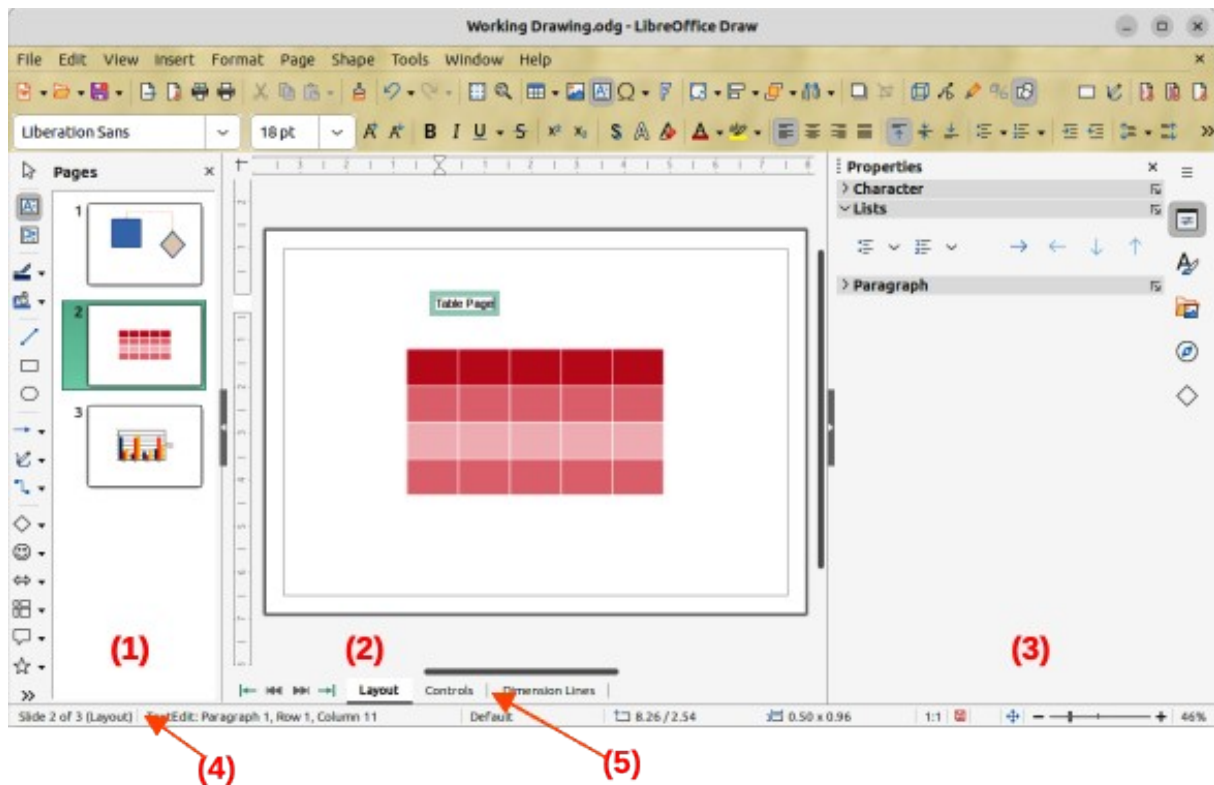 Working Drawing.odg - LibreOffice Draw
File Edit View Insert Format Page Shape Tools Window Help
Liberation Sans 18 pt
Pages
1
2
3
Table Page
Properties
Character
Lists
Paragraph
(1) (2) (3)
Layout Controls Dimension Lines
Slide 2 of 3 (Layout) TextEdit: Paragraph 1, Row 1, Column 11 Default 8.26 / 2.54 0.50 x 0.96 1:1 46%
(4) (5)